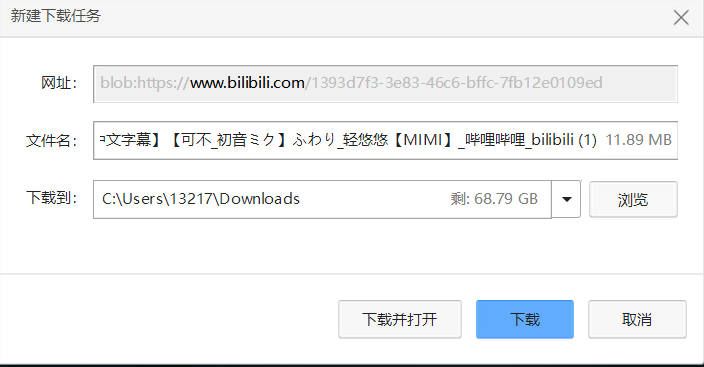 新建下载任务
网址： blob:https://www.bilibili.com/1393d7f3-3e83-46c6-bffc-7fb12e0109ed
文件名： 文字幕】【可不_初音ミク】ふわり_轻悠悠【MIMI】_哔哩哔哩_bilibili (1) 11.89 MB
下载到： C:\Users\13217\Downloads 剩: 68.79 GB 浏览
下载并打开 下载 取消